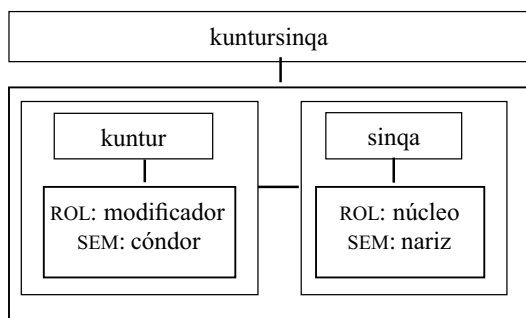 kuntursinqa
kuntur
sinqa
ROL: modificador
SEM: cóndor
ROL: núcleo
SEM: nariz